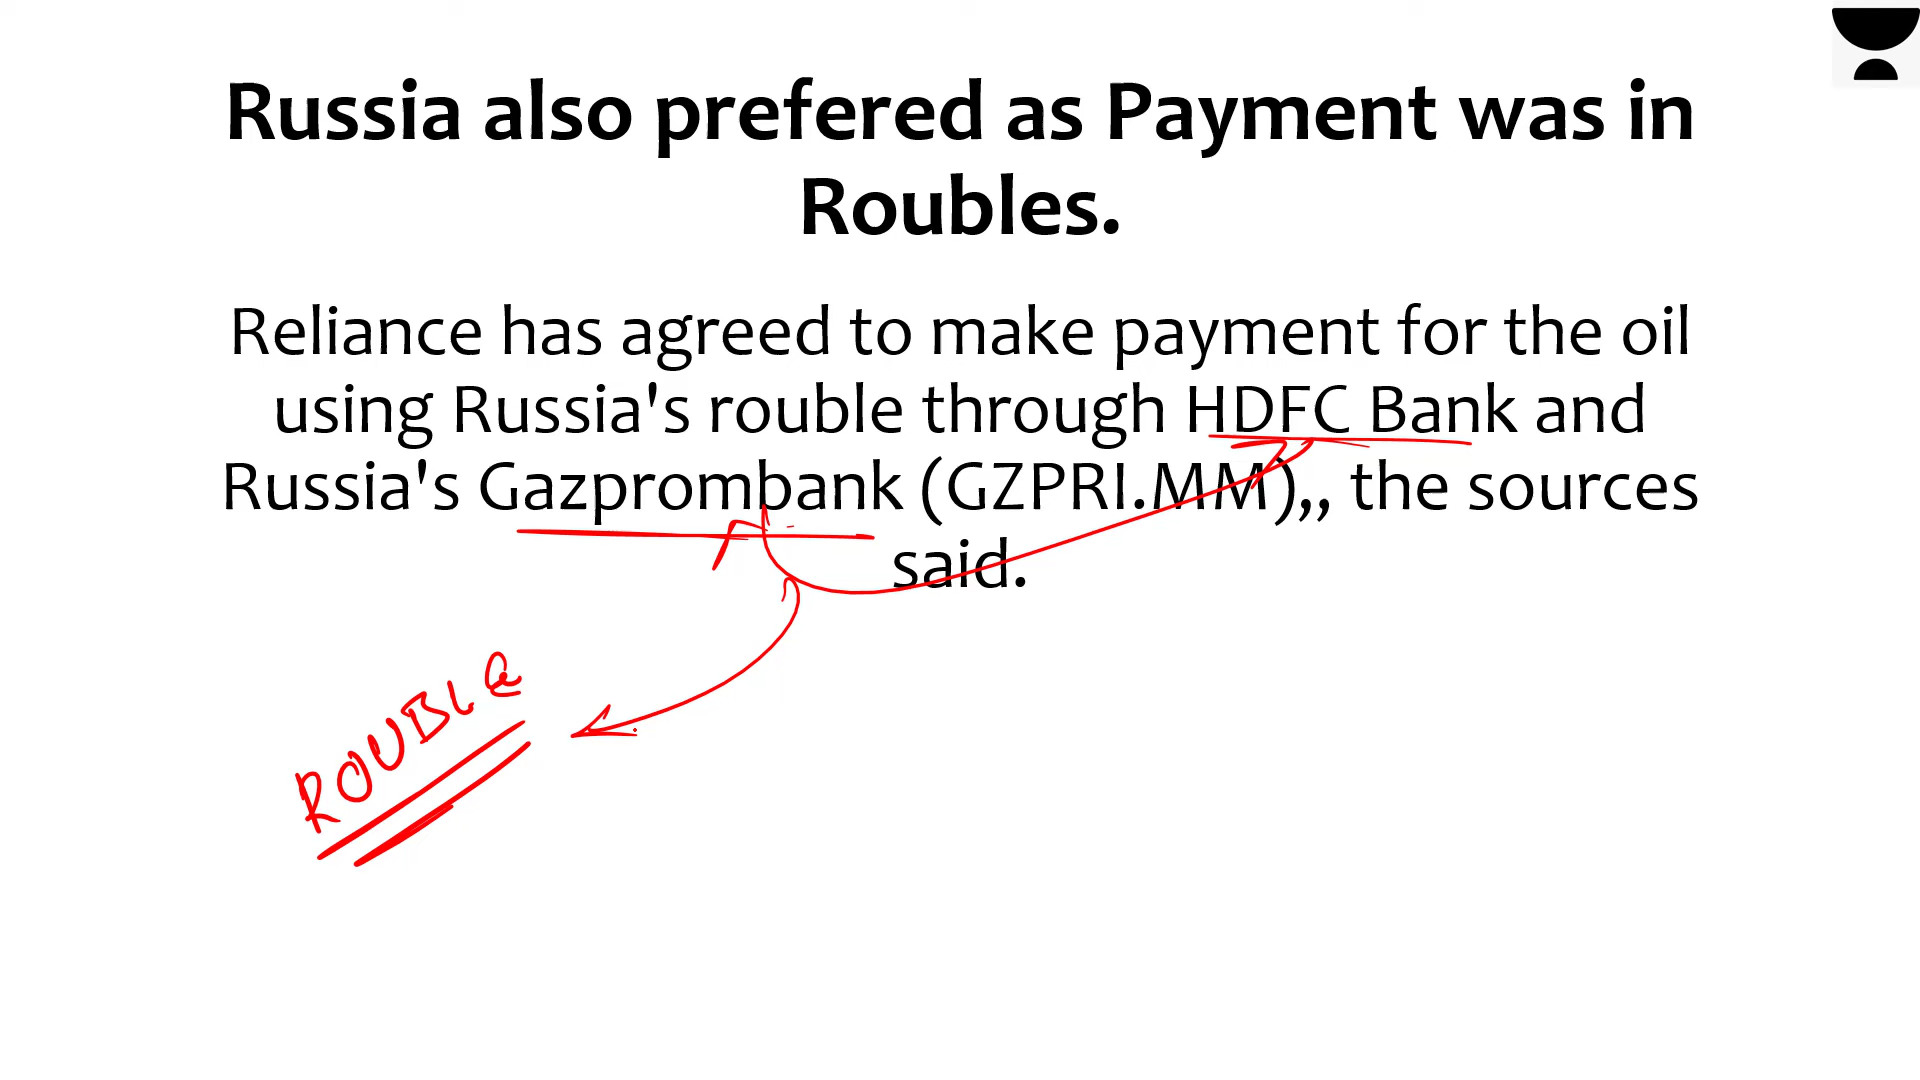 Russia also prefered as Payment was in
Roubles.
Reliance has agreed to make payment for the oil
using Russia's rouble through HDFC Bank and
Russia's Gazprombank (GZPRI.MM),, the sources
said.
ROUBLE